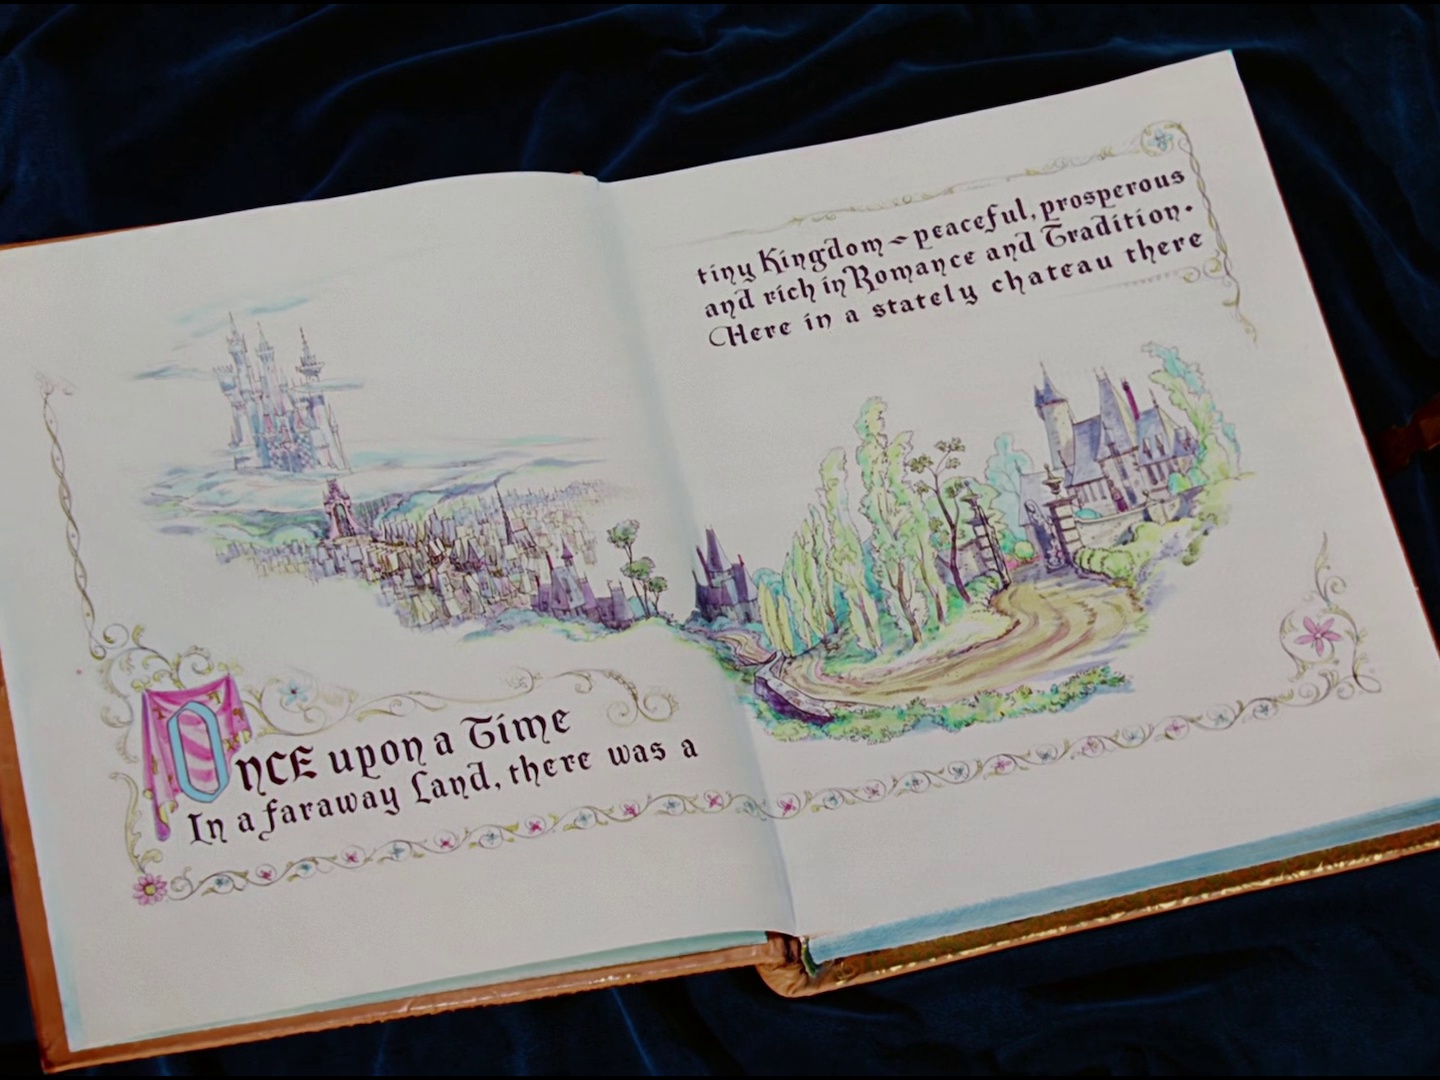 Once upon a Time
In a faraway Land, there was a
tiny Kingdom ~ peaceful, prosperous
and rich in Romance and Tradition.
Here in a stately chateau there